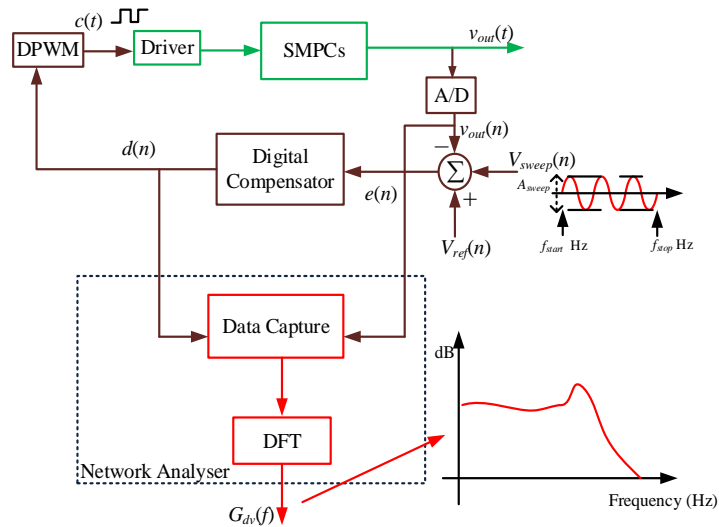 c(t)
DPWM
Driver
SMPCs
v_out(t)
A/D
v_out(n)
−
d(n)
Digital
Compensator
e(n)
Σ
+
V_sweep(n)
A_sweep
V_ref(n)
f_start Hz
f_stop Hz
Data Capture
DFT
Network Analyser
G_dv(f)
dB
Frequency (Hz)